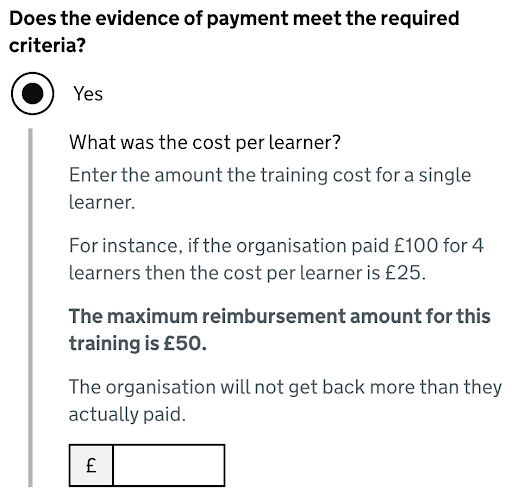 Does the evidence of payment meet the required
criteria?
Yes
What was the cost per learner?
Enter the amount the training cost for a single
learner.
For instance, if the organisation paid £100 for 4
learners then the cost per learner is £25.
The maximum reimbursement amount for this
training is £50.
The organisation will not get back more than they
actually paid.
£